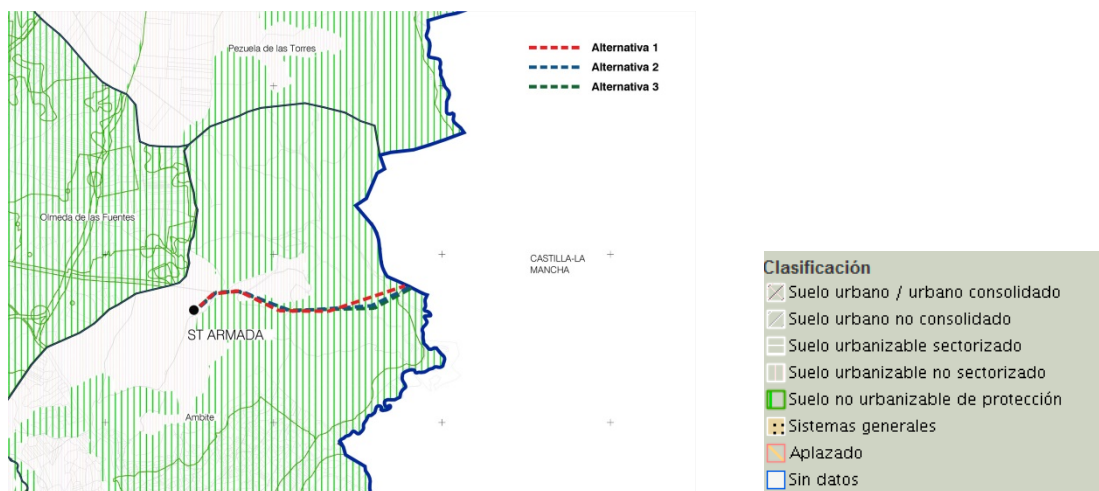 Pezuela de las Torres
Alternativa 1
Alternativa 2
Alternativa 3
Olmeda de las Fuentes
CASTILLA-LA
MANCHA
ST ARMADA
Ambite
Clasificación
Suelo urbano / urbano consolidado
Suelo urbano no consolidado
Suelo urbanizable sectorizado
Suelo urbanizable no sectorizado
Suelo no urbanizable de protección
Sistemas generales
Aplazado
Sin datos